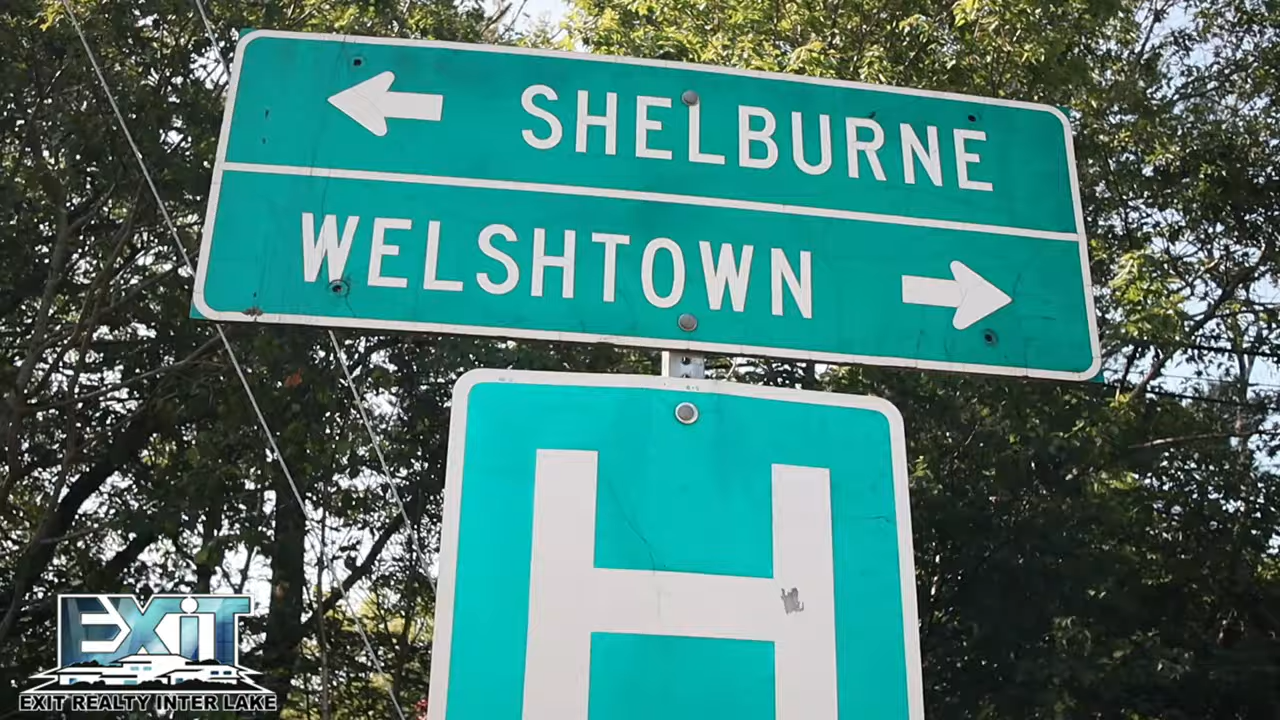 SHELBURNE
WELSHTOWN
H
EXiT
EXIT REALTY INTER LAKE